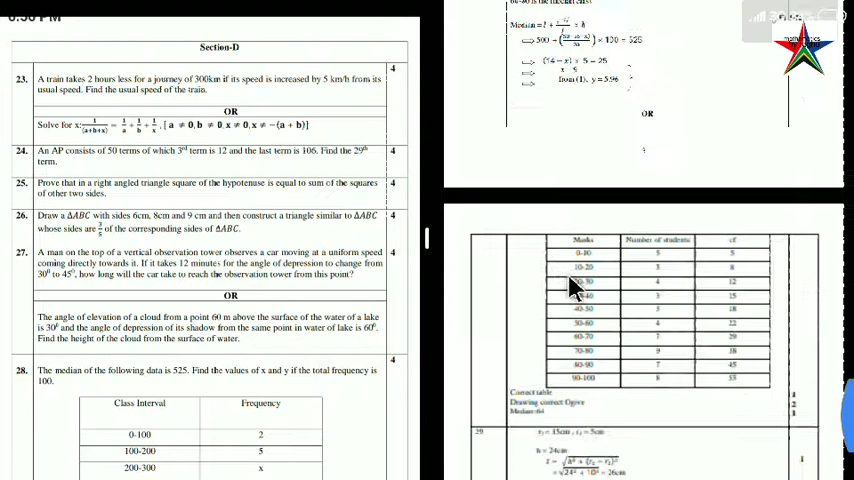 Section-D
23. A train takes 2 hours less for a journey of 300km if its speed is increased by 5 km/h from its 4
usual speed. Find the usual speed of the train.
OR
Solve for x: 1/(a+b+x) = 1/a + 1/b + 1/x, [ a ≠ 0, b ≠ 0, x ≠ 0, x ≠ −(a + b)]
24. An AP consists of 50 terms of which 3rd term is 12 and the last term is 106. Find the 29th 4
term.
25. Prove that in a right angled triangle square of the hypotenuse is equal to sum of the squares 4
of other two sides.
26. Draw a ΔABC with sides 6cm, 8cm and 9 cm and then construct a triangle similar to ΔABC 4
whose sides are 3/5 of the corresponding sides of ΔABC.
27. A man on the top of a vertical observation tower observes a car moving at a uniform speed 4
coming directly towards it. If it takes 12 minutes for the angle of depression to change from
30⁰ to 45⁰, how long will the car take to reach the observation tower from this point?
OR
The angle of elevation of a cloud from a point 60 m above the surface of the water of a lake
is 30⁰ and the angle of depression of its shadow from the same point in water of lake is 60⁰.
Find the height of the cloud from the surface of water.
28. The median of the following data is 525. Find the values of x and y if the total frequency is 4
100.
Class Interval Frequency
0-100 2
100-200 5
200-300 x
(14 − x) × 5 = 25
from (1), y = 
OR
Marks Number of students cf
0-10 5 5
10-20 3 8
4 12
3 15
40-50 3 18
50-60 4 22
60-70 7 29
70-80 9 38
80-90 7 45
90-100 8 53
Correct table 1
Drawing correct Ogive 2
Median=64 1
29
h = 24cm
= 26cm